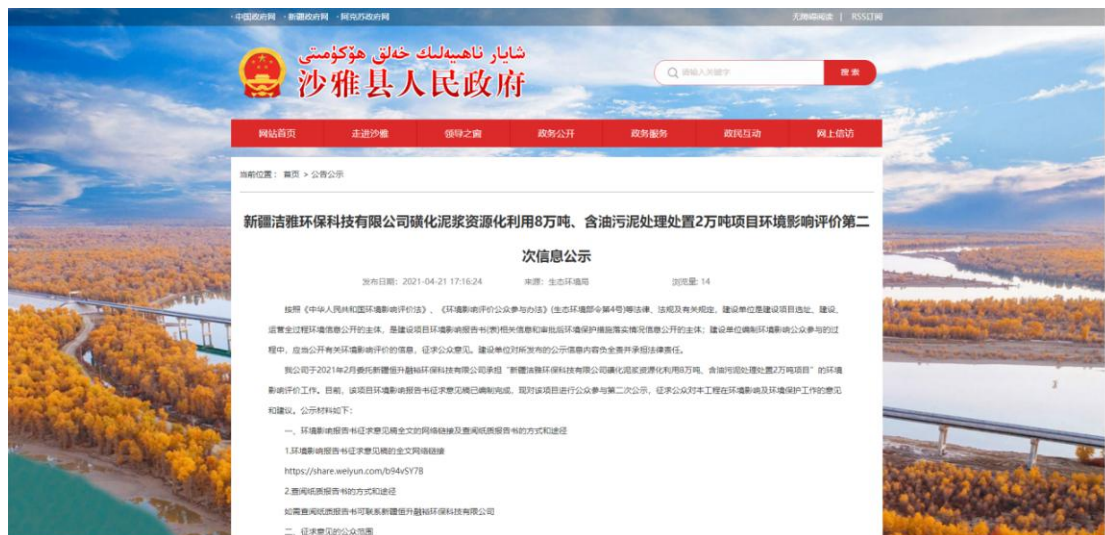 ·中国政府网 ·新疆政府网 ·阿克苏政府网
无障碍阅读 | RSS订阅
شايار ناھىيەلىك خەلق ھۆكۈمىتى
沙雅县人民政府
请输入关键字
搜索
网站首页 走进沙雅 领导之窗 政务公开 政务服务 政民互动 网上信访
当前位置: 首页 > 公告公示
新疆洁雅环保科技有限公司磺化泥浆资源化利用8万吨、含油污泥处理处置2万吨项目环境影响评价第二
次信息公示
发布日期: 2021-04-21 17:16:24 来源: 生态环境局 浏览量: 14
按照《中华人民共和国环境影响评价法》、《环境影响评价公众参与办法》(生态环境部令第4号)等法律、法规及有关规定, 建设单位是建设项目选址、建设、
运营全过程环境信息公开的主体, 是建设项目环境影响报告书(表)相关信息和审批后环境保护措施落实情况信息公开的主体; 建设单位编制环境影响公众参与的过
程中, 应当公开有关环境影响评价的信息, 征求公众意见。建设单位对所发布的公示信息内容负全责并承担法律责任。
我公司于2021年2月委托新疆恒升融裕环保科技有限公司承担“新疆洁雅环保科技有限公司磺化泥浆资源化利用8万吨、含油污泥处理处置2万吨项目”的环境
影响评价工作。目前, 该项目环境影响报告书征求意见稿已编制完成, 现对该项目进行公众参与第二次公示, 征求公众对本工程在环境影响及环境保护工作的意见
和建议。公示材料如下:
一、环境影响报告书征求意见稿全文的网络链接及查阅纸质报告书的方式和途径
1.环境影响报告书征求意见稿的全文网络链接
https://share.weiyun.com/b94vSY7B
2.查阅纸质报告书的方式和途径
如需查阅纸质报告书可联系新疆恒升融裕环保科技有限公司
二、征求意见的公众范围